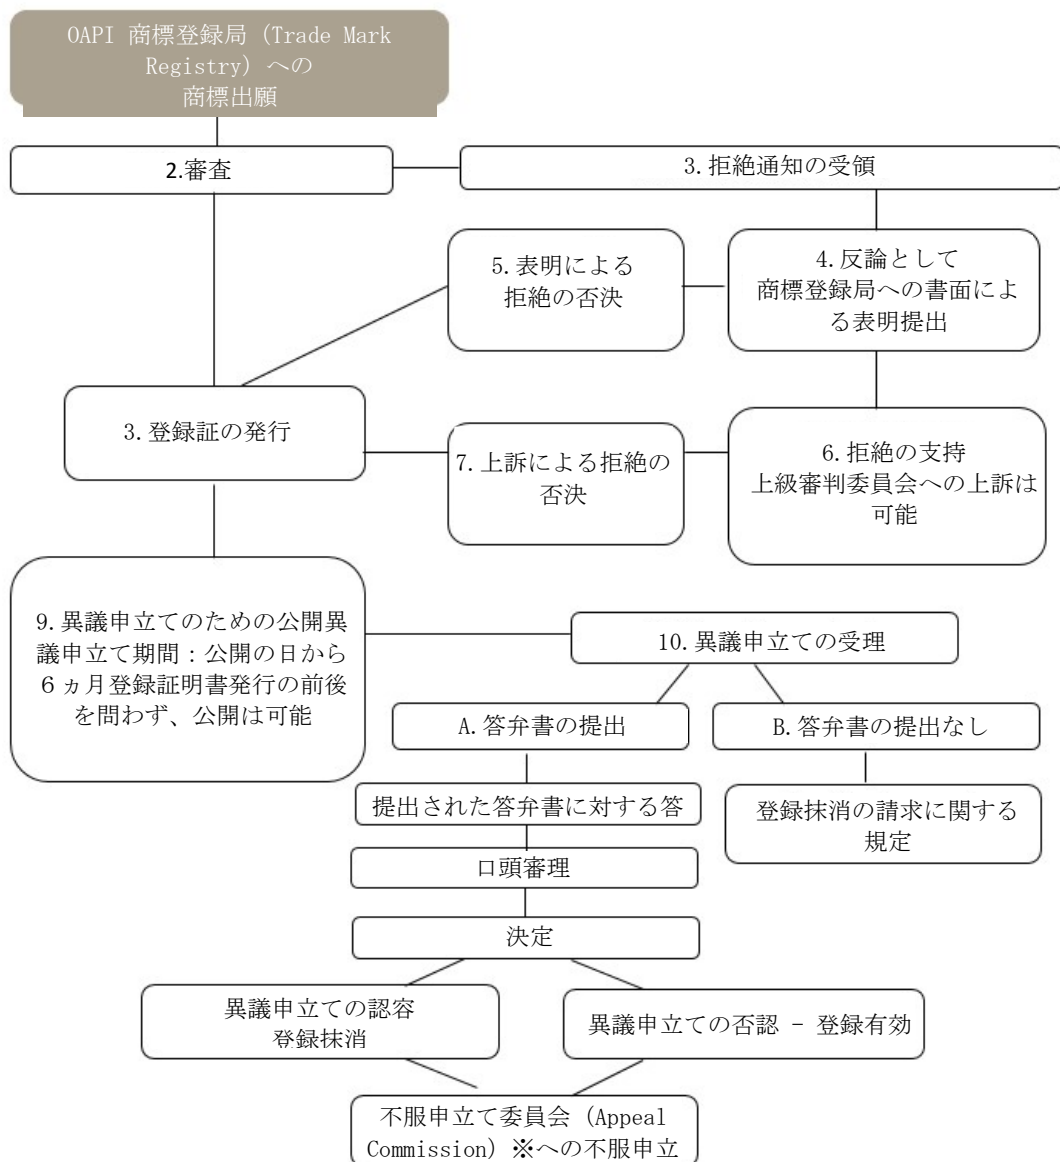 OAPI 商標登録局 (Trade Mark
Registry) への
商標出願
2.審査
3.拒絶通知の受領
5.表明による
拒絶の否決
4.反論として
商標登録局への書面によ
る表明提出
3.登録証の発行
7.上訴による拒絶の
否決
6.拒絶の支持
上級審判委員会への上訴は
可能
9.異議申立てのための公開異
議申立て期間：公開の日から
６ヵ月登録証明書発行の前後
を問わず、公開は可能
10.異議申立ての受理
A.答弁書の提出
B.答弁書の提出なし
提出された答弁書に対する答
登録抹消の請求に関する
規定
口頭審理
決定
異議申立ての認容
登録抹消
異議申立ての否認 - 登録有効
不服申立て委員会 (Appeal
Commission) ※への不服申立